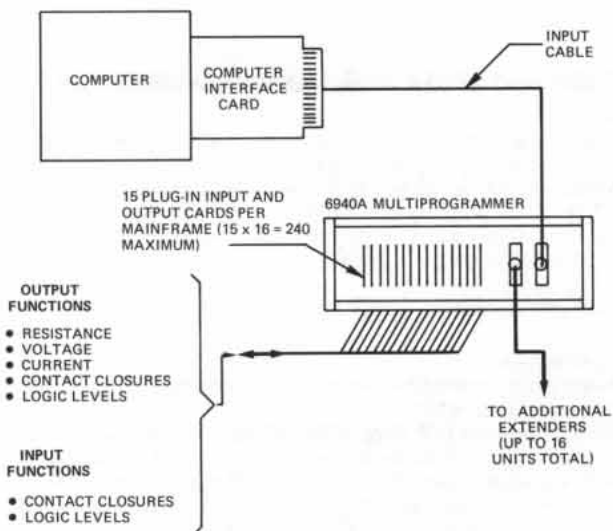 COMPUTER
COMPUTER
INTERFACE
CARD
INPUT
CABLE
15 PLUG-IN INPUT AND
OUTPUT CARDS PER
MAINFRAME (15 x 16 = 240
MAXIMUM)
6940A MULTIPROGRAMMER
OUTPUT
FUNCTIONS
• RESISTANCE
• VOLTAGE
• CURRENT
• CONTACT CLOSURES
• LOGIC LEVELS
INPUT
FUNCTIONS
• CONTACT CLOSURES
• LOGIC LEVELS
TO ADDITIONAL
EXTENDERS
(UP TO 16
UNITS TOTAL)